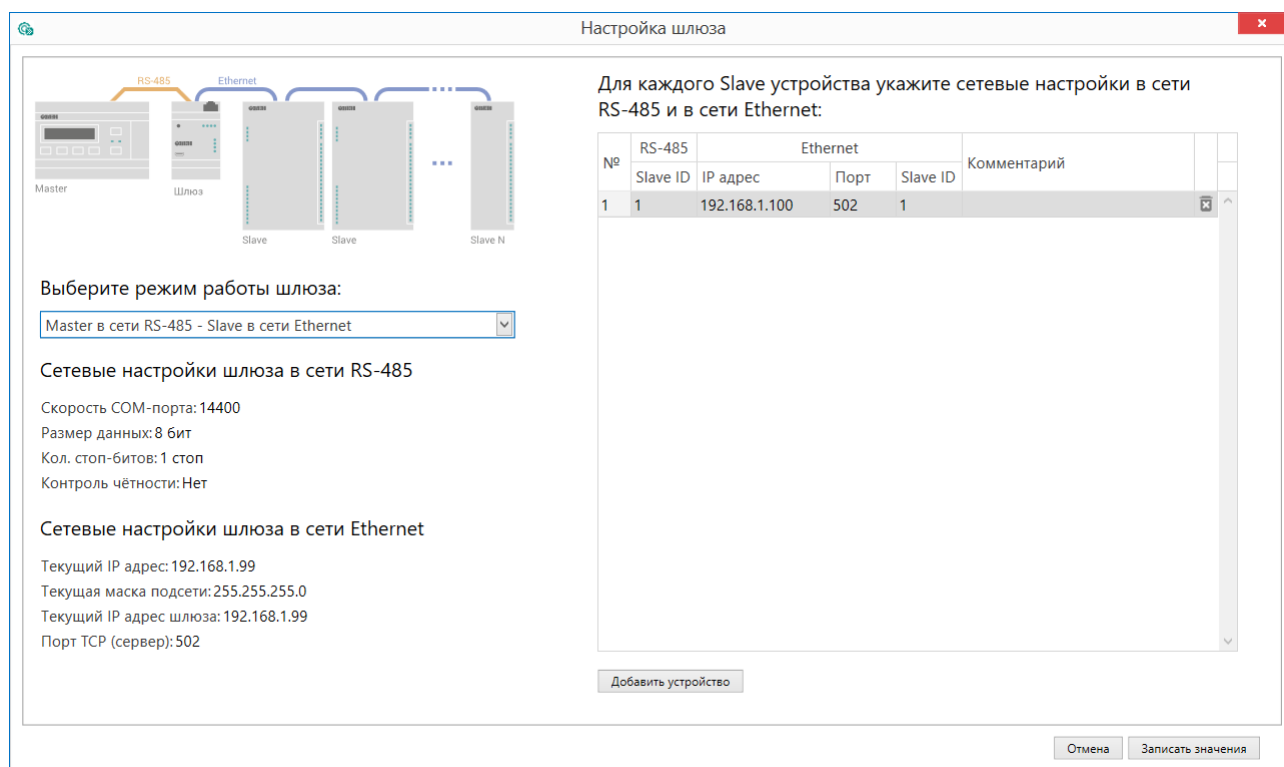 Настройка шлюза
RS-485
Ethernet
Master
Шлюз
Slave
Slave
Slave N
Выберите режим работы шлюза:
Master в сети RS-485 - Slave в сети Ethernet
Сетевые настройки шлюза в сети RS-485
Скорость COM-порта: 14400
Размер данных: 8 бит
Кол. стоп-битов: 1 стоп
Контроль чётности: Нет
Сетевые настройки шлюза в сети Ethernet
Текущий IP адрес: 192.168.1.99
Текущая маска подсети: 255.255.255.0
Текущий IP адрес шлюза: 192.168.1.99
Порт TCP (сервер): 502
Для каждого Slave устройства укажите сетевые настройки в сети
RS-485 и в сети Ethernet:
№ RS-485 Ethernet Комментарий
Slave ID IP адрес Порт Slave ID
1 1 192.168.1.100 502 1
Добавить устройство
Отмена Записать значения